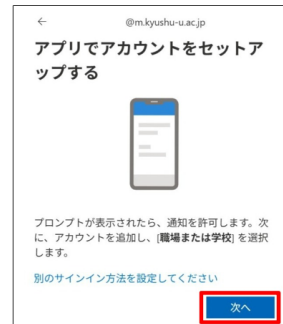 ←
@m.kyushu-u.ac.jp
アプリでアカウントをセットア
ップする
プロンプトが表示されたら、通知を許可します。次
に、アカウントを追加し、[職場または学校] を選択
します。
別のサインイン方法を設定してください
次へ